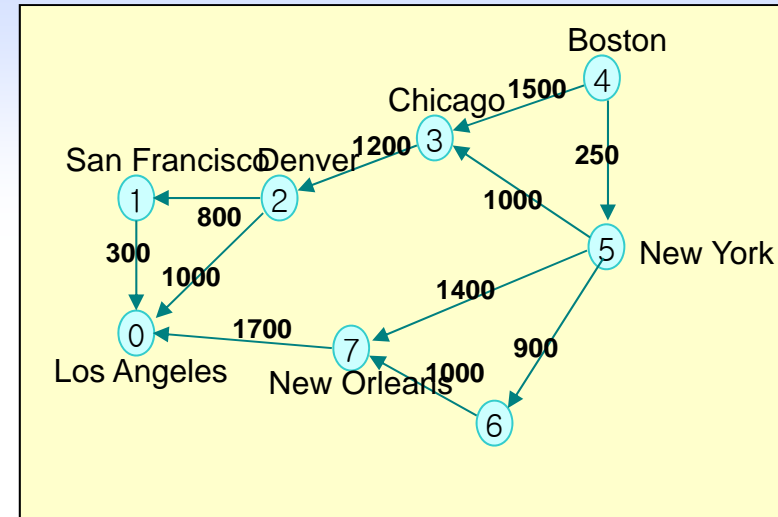 Boston
4
1500
Chicago
3
1200
250
San Francisco
Denver
1
2
800
1000
5
New York
300
1000
1400
0
1700
7
900
Los Angeles
New Orleans
1000
6